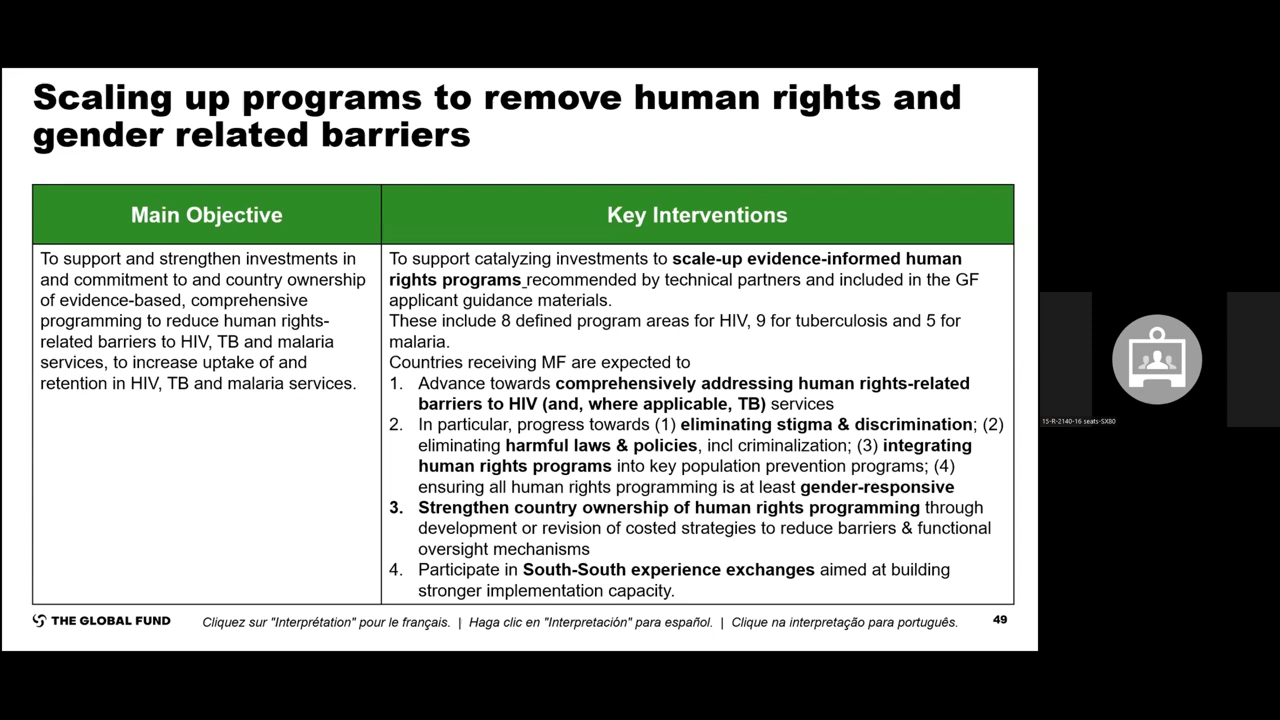 Scaling up programs to remove human rights and
gender related barriers
Main Objective
Key Interventions
To support and strengthen investments in
and commitment to and country ownership
of evidence-based, comprehensive
programming to reduce human rights-
related barriers to HIV, TB and malaria
services, to increase uptake of and
retention in HIV, TB and malaria services.
To support catalyzing investments to scale-up evidence-informed human
rights programs recommended by technical partners and included in the GF
applicant guidance materials.
These include 8 defined program areas for HIV, 9 for tuberculosis and 5 for
malaria.
Countries receiving MF are expected to
1. Advance towards comprehensively addressing human rights-related
barriers to HIV (and, where applicable, TB) services
2. In particular, progress towards (1) eliminating stigma & discrimination; (2)
eliminating harmful laws & policies, incl criminalization; (3) integrating
human rights programs into key population prevention programs; (4)
ensuring all human rights programming is at least gender-responsive
3. Strengthen country ownership of human rights programming through
development or revision of costed strategies to reduce barriers & functional
oversight mechanisms
4. Participate in South-South experience exchanges aimed at building
stronger implementation capacity.
THE GLOBAL FUND
Cliquez sur "Interprétation" pour le français. | Haga clic en "Interpretación" para español. | Clique na interpretação para português.
49
15-R-2140-16 seats-SX80